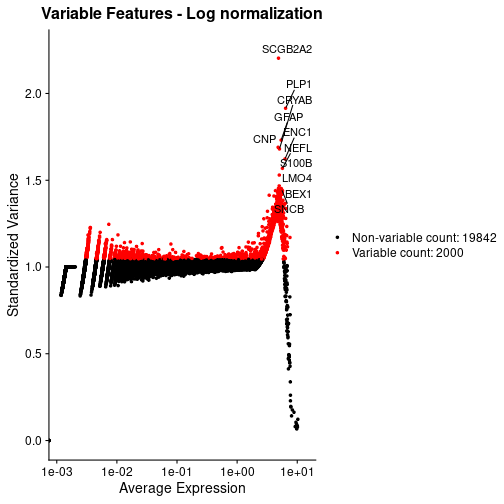 Variable Features - Log normalization
SCGB2A2
PLP1
CRYAB
GFAP
ENC1
CNP
NEFL
S100B
LMO4
BEX1
SNCB
2.0
1.5
1.0
0.5
0.0
Standardized Variance
1e-03
1e-02
1e-01
1e+00
1e+01
Average Expression
Non-variable count: 19842
Variable count: 2000